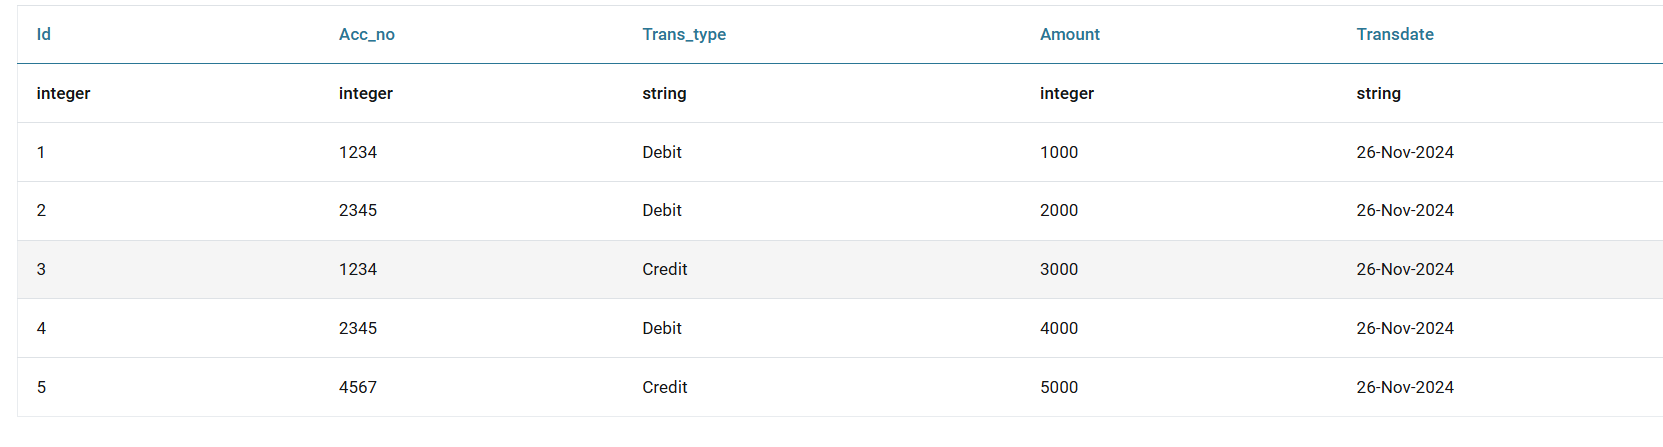 Id Acc_no Trans_type Amount Transdate
integer integer string integer string
1 1234 Debit 1000 26-Nov-2024
2 2345 Debit 2000 26-Nov-2024
3 1234 Credit 3000 26-Nov-2024
4 2345 Debit 4000 26-Nov-2024
5 4567 Credit 5000 26-Nov-2024